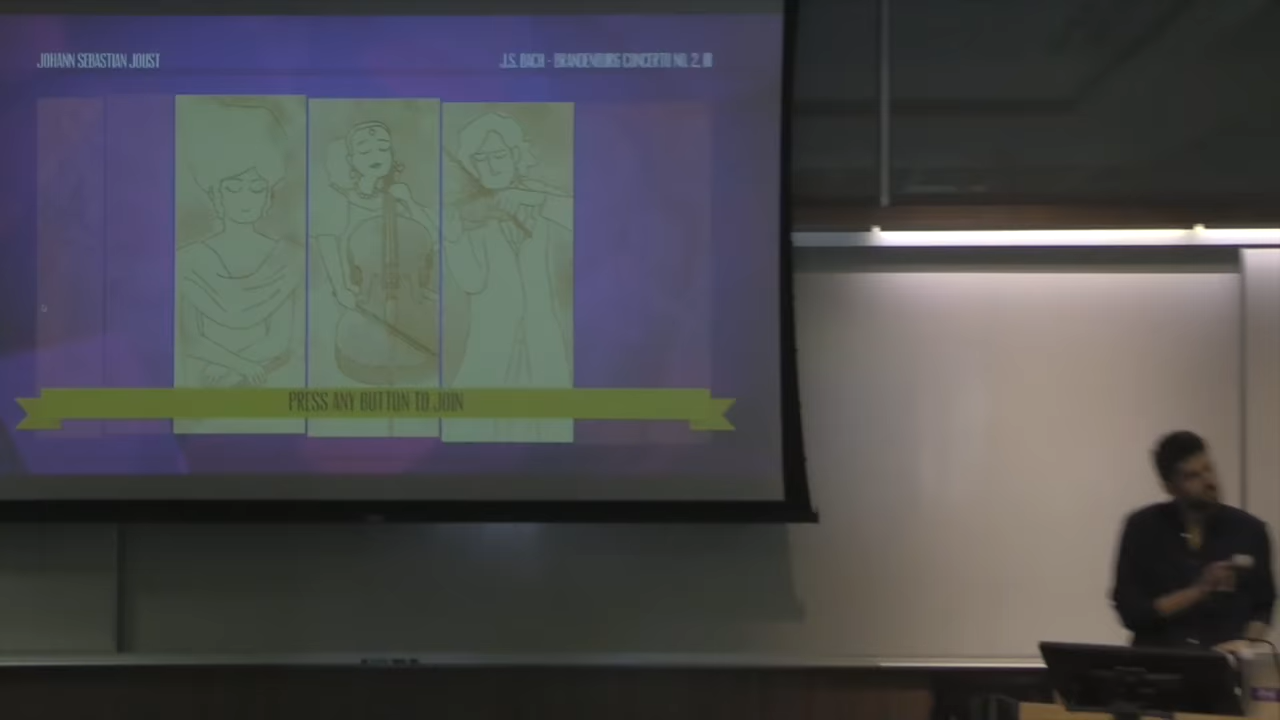 JOHANN SEBASTIAN JOUST
J.S. BACH - BRANDENBURG CONCERTO NO. 2, III
PRESS ANY BUTTON TO JOIN